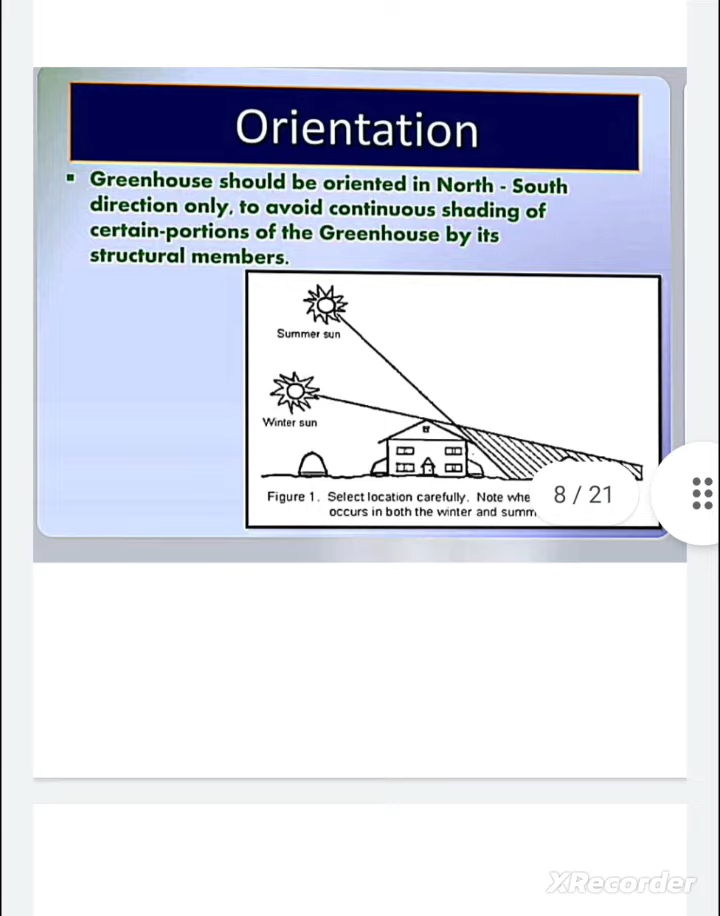 Orientation
▪ Greenhouse should be oriented in North - South
direction only, to avoid continuous shading of
certain-portions of the Greenhouse by its
structural members.
Summer sun
Winter sun
Figure 1. Select location carefully. Note whe
occurs in both the winter and summ
8 / 21
XRecorder